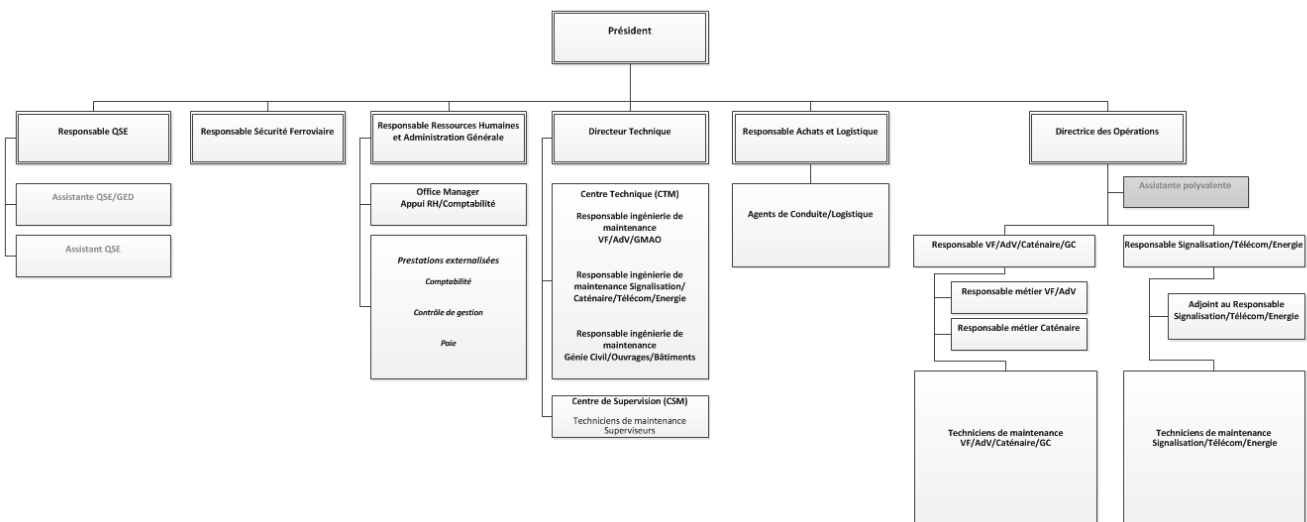 Président
Responsable QSE
Responsable Sécurité Ferroviaire
Responsable Ressources Humaines
et Administration Générale
Directeur Technique
Responsable Achats et Logistique
Directrice des Opérations
Assistante QSE/GED
Assistant QSE
Office Manager
Appui RH/Comptabilité
Prestations externalisées
Comptabilité
Contrôle de gestion
Paie
Centre Technique (CTM)
Responsable ingénierie de
maintenance
VF/AdV/GMAO
Responsable ingénierie de
maintenance Signalisation/
Caténaire/Télécom/Energie
Responsable ingénierie de
maintenance
Génie Civil/Ouvrages/Bâtiments
Centre de Supervision (CSM)
Techniciens de maintenance
Superviseurs
Agents de Conduite/Logistique
Assistante polyvalente
Responsable VF/AdV/Caténaire/GC
Responsable métier VF/AdV
Responsable métier Caténaire
Techniciens de maintenance
VF/AdV/Caténaire/GC
Responsable Signalisation/Télécom/Energie
Adjoint au Responsable
Signalisation/Télécom/Energie
Techniciens de maintenance
Signalisation/Télécom/Energie